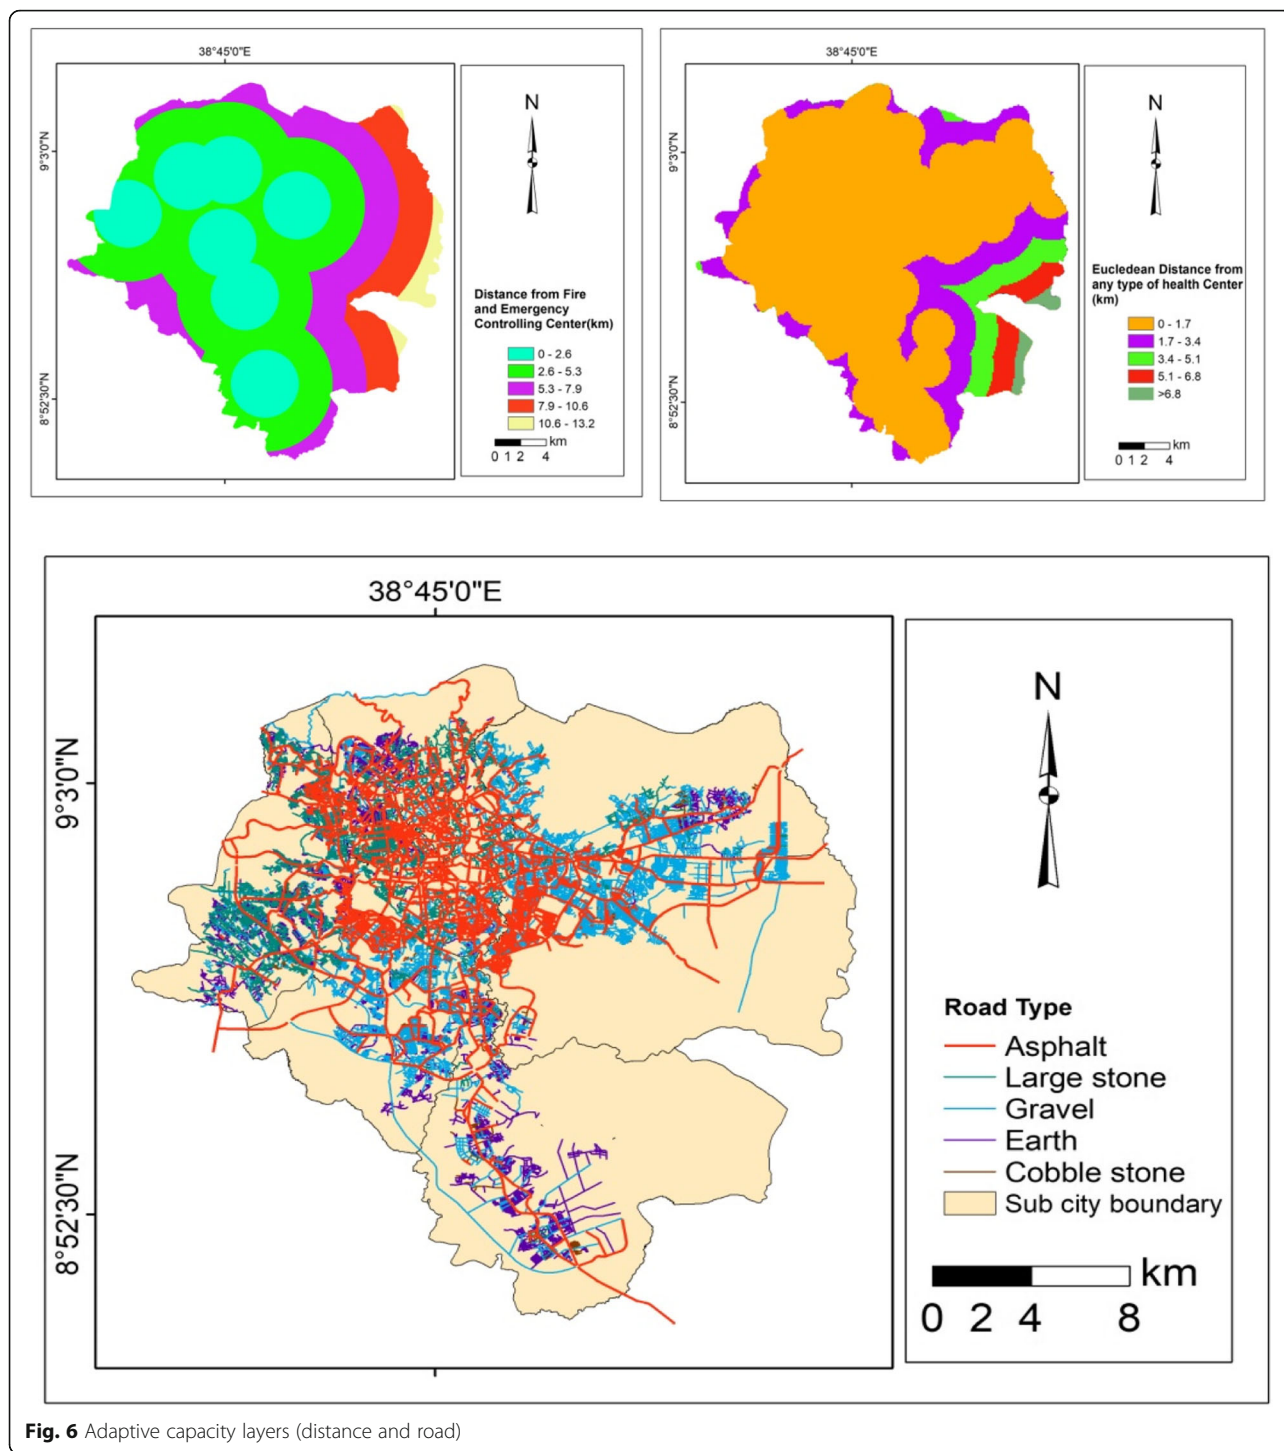 38°45'0"E
9°3'0"N
8°52'30"N
N
Distance from Fire
and Emergency
Controlling Center(km)
0 - 2.6
2.6 - 5.3
5.3 - 7.9
7.9 - 10.6
10.6 - 13.2
km
0 1 2 4
38°45'0"E
9°3'0"N
8°52'30"N
N
Eucledean Distance from
any type of health Center
(km)
0 - 1.7
1.7 - 3.4
3.4 - 5.1
5.1 - 6.8
>6.8
km
0 1 2 4
38°45'0"E
9°3'0"N
8°52'30"N
N
Road Type
Asphalt
Large stone
Gravel
Earth
Cobble stone
Sub city boundary
km
0 2 4 8
Fig. 6 Adaptive capacity layers (distance and road)